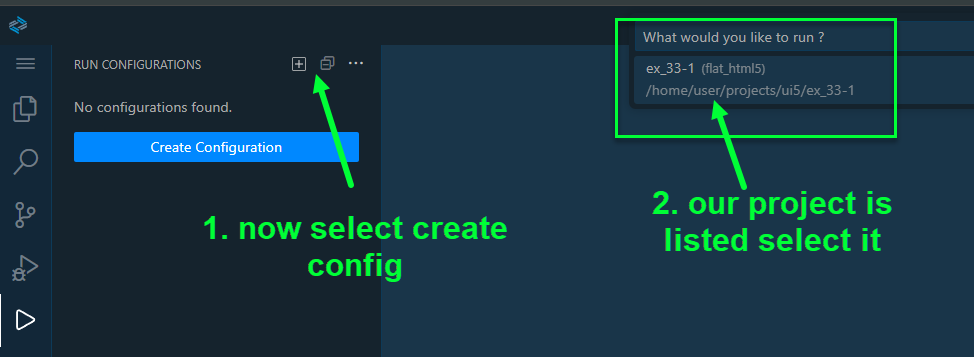 What would you like to run ?
RUN CONFIGURATIONS
ex_33-1 (flat_html5)
/home/user/projects/ui5/ex_33-1
No configurations found.
Create Configuration
1. now select create
config
2. our project is
listed select it